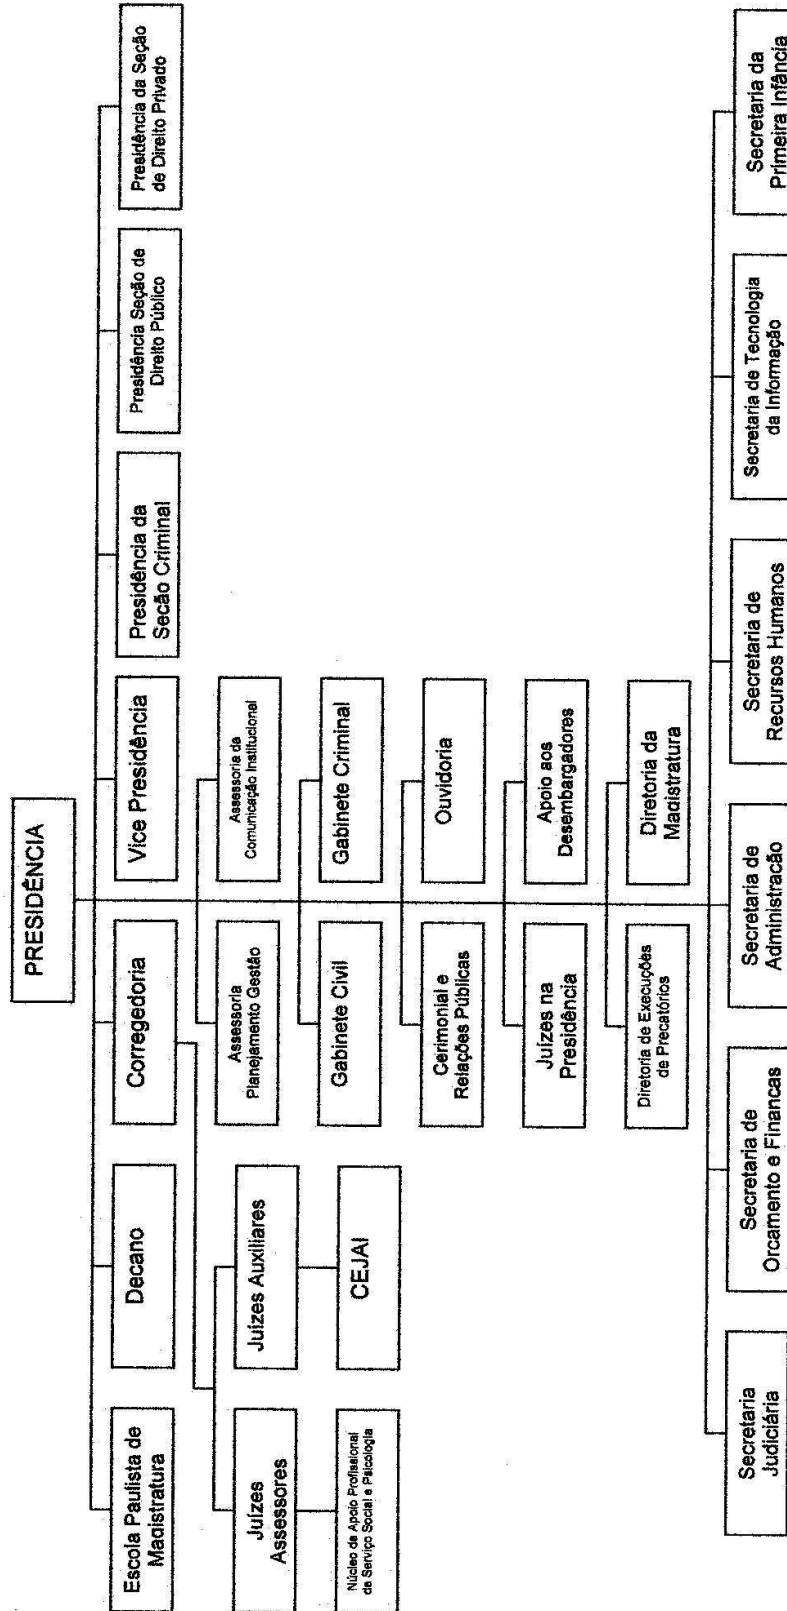 PRESIDÊNCIA
Escola Paulista de
Magistratura
Decano
Corregedoria
Vice Presidência
Presidência da
Seção Criminal
Presidência Seção de
Direito Público
Presidência da Seção
de Direito Privado
Juízes
Assessores
Juízes Auxiliares
Núcleo de Apoio Profissional
de Serviço Social e Psicologia
CEJAI
Assessoria
Planejamento Gestão
Assessoria da
Comunicação Institucional
Gabinete Civil
Gabinete Criminal
Cerimonial e
Relações Públicas
Ouvidoria
Juízes na
Presidência
Apoio aos
Desembargadores
Diretoria de Execuções
de Precatórios
Diretoria da
Magistratura
Secretaria
Judiciária
Secretaria de
Orçamento e Finanças
Secretaria de
Administração
Secretaria de
Recursos Humanos
Secretaria de Tecnologia
da Informação
Secretaria da
Primeira Infância